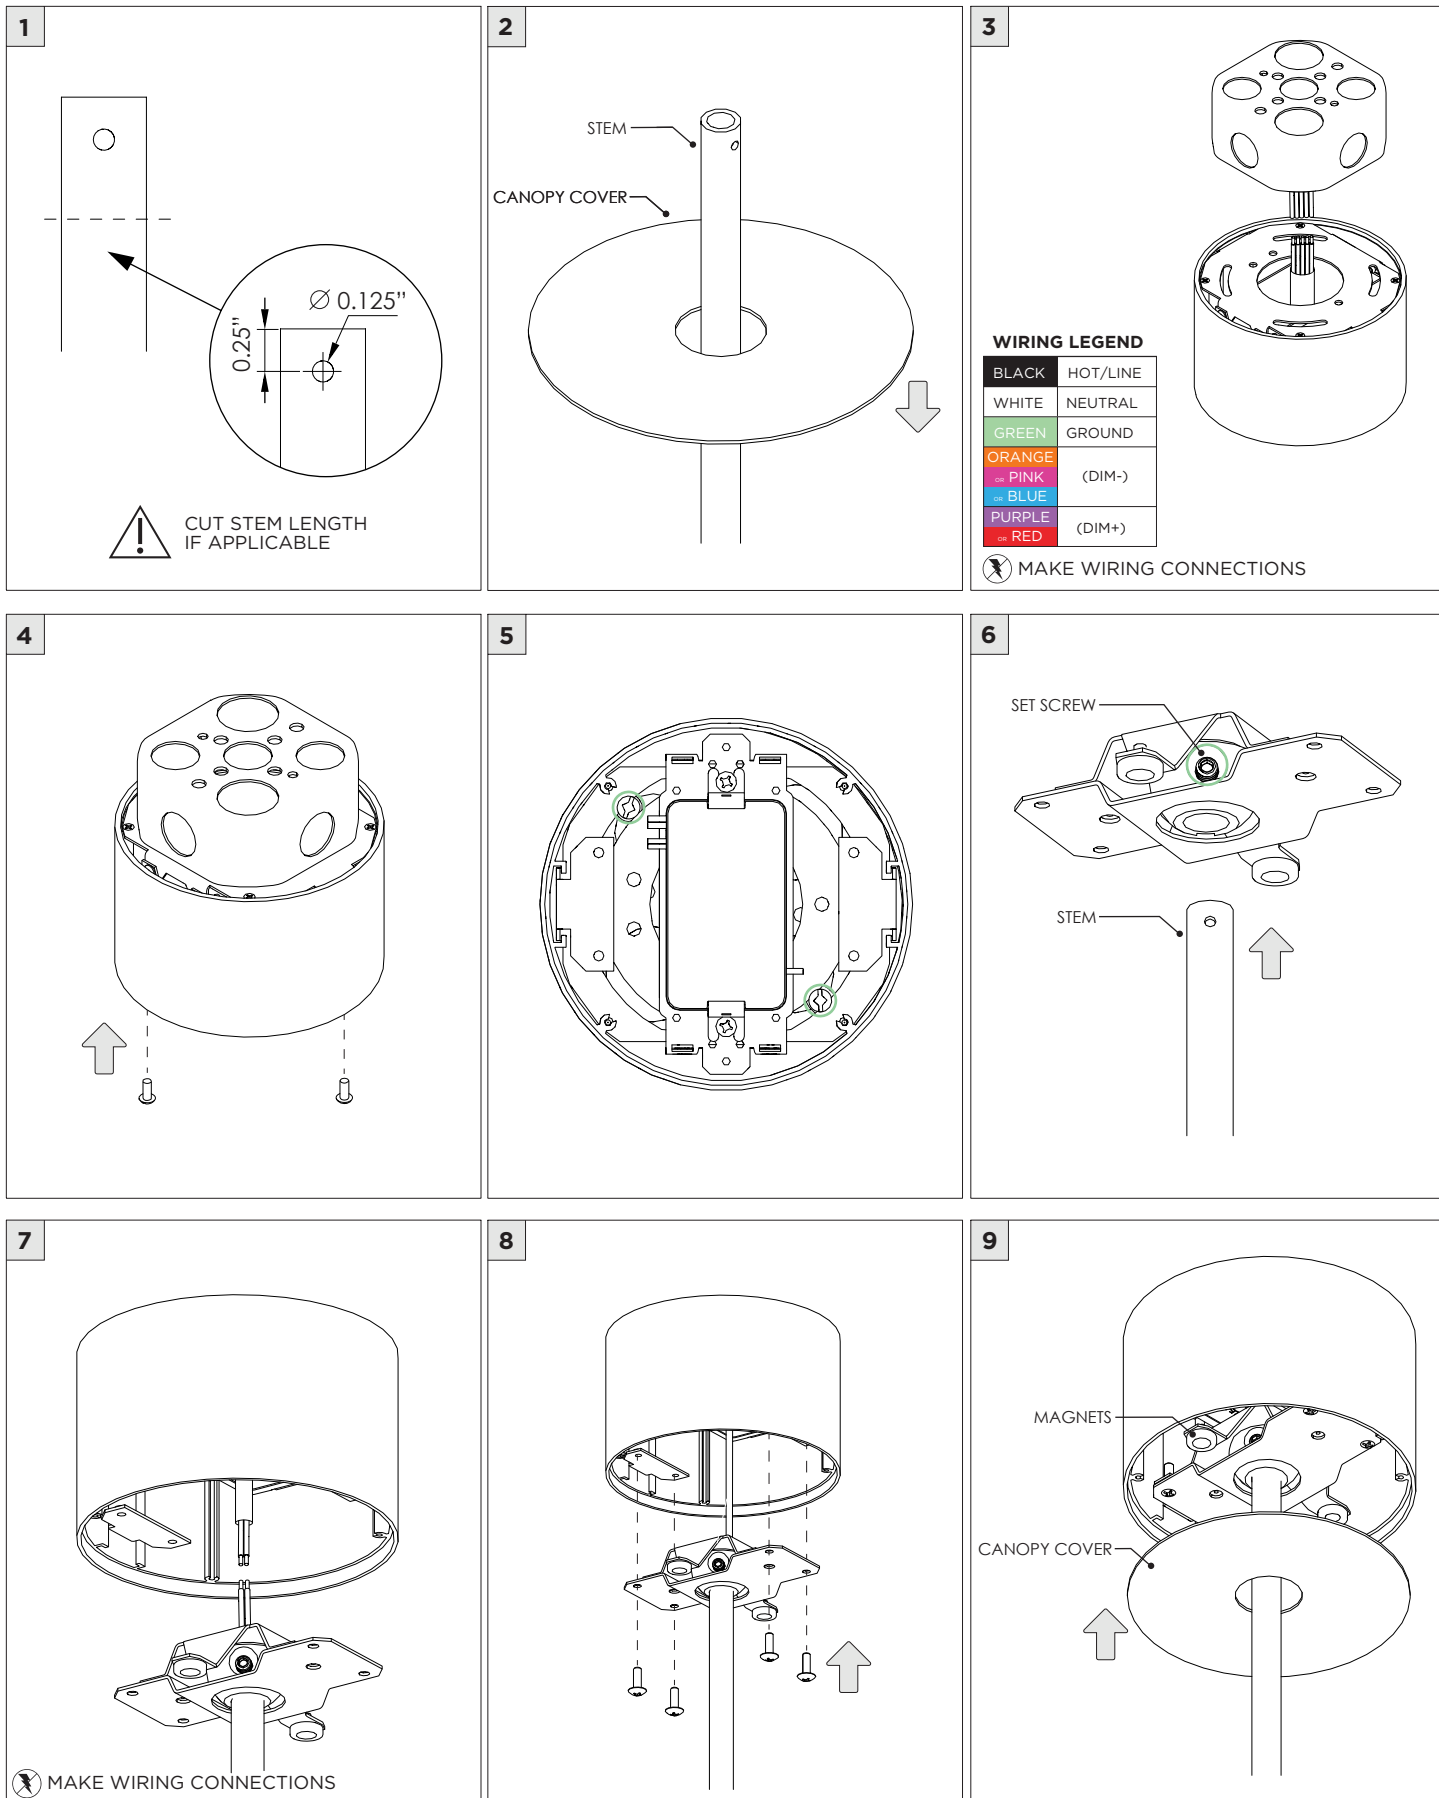 1
0.25”
Ø 0.125”
CUT STEM LENGTH
IF APPLICABLE
2
STEM
CANOPY COVER
3
WIRING LEGEND
BLACK HOT/LINE
WHITE NEUTRAL
GREEN GROUND
ORANGE
OR PINK (DIM-)
OR BLUE
PURPLE
OR RED (DIM+)
MAKE WIRING CONNECTIONS
4
5
6
SET SCREW
STEM
7
MAKE WIRING CONNECTIONS
8
9
MAGNETS
CANOPY COVER